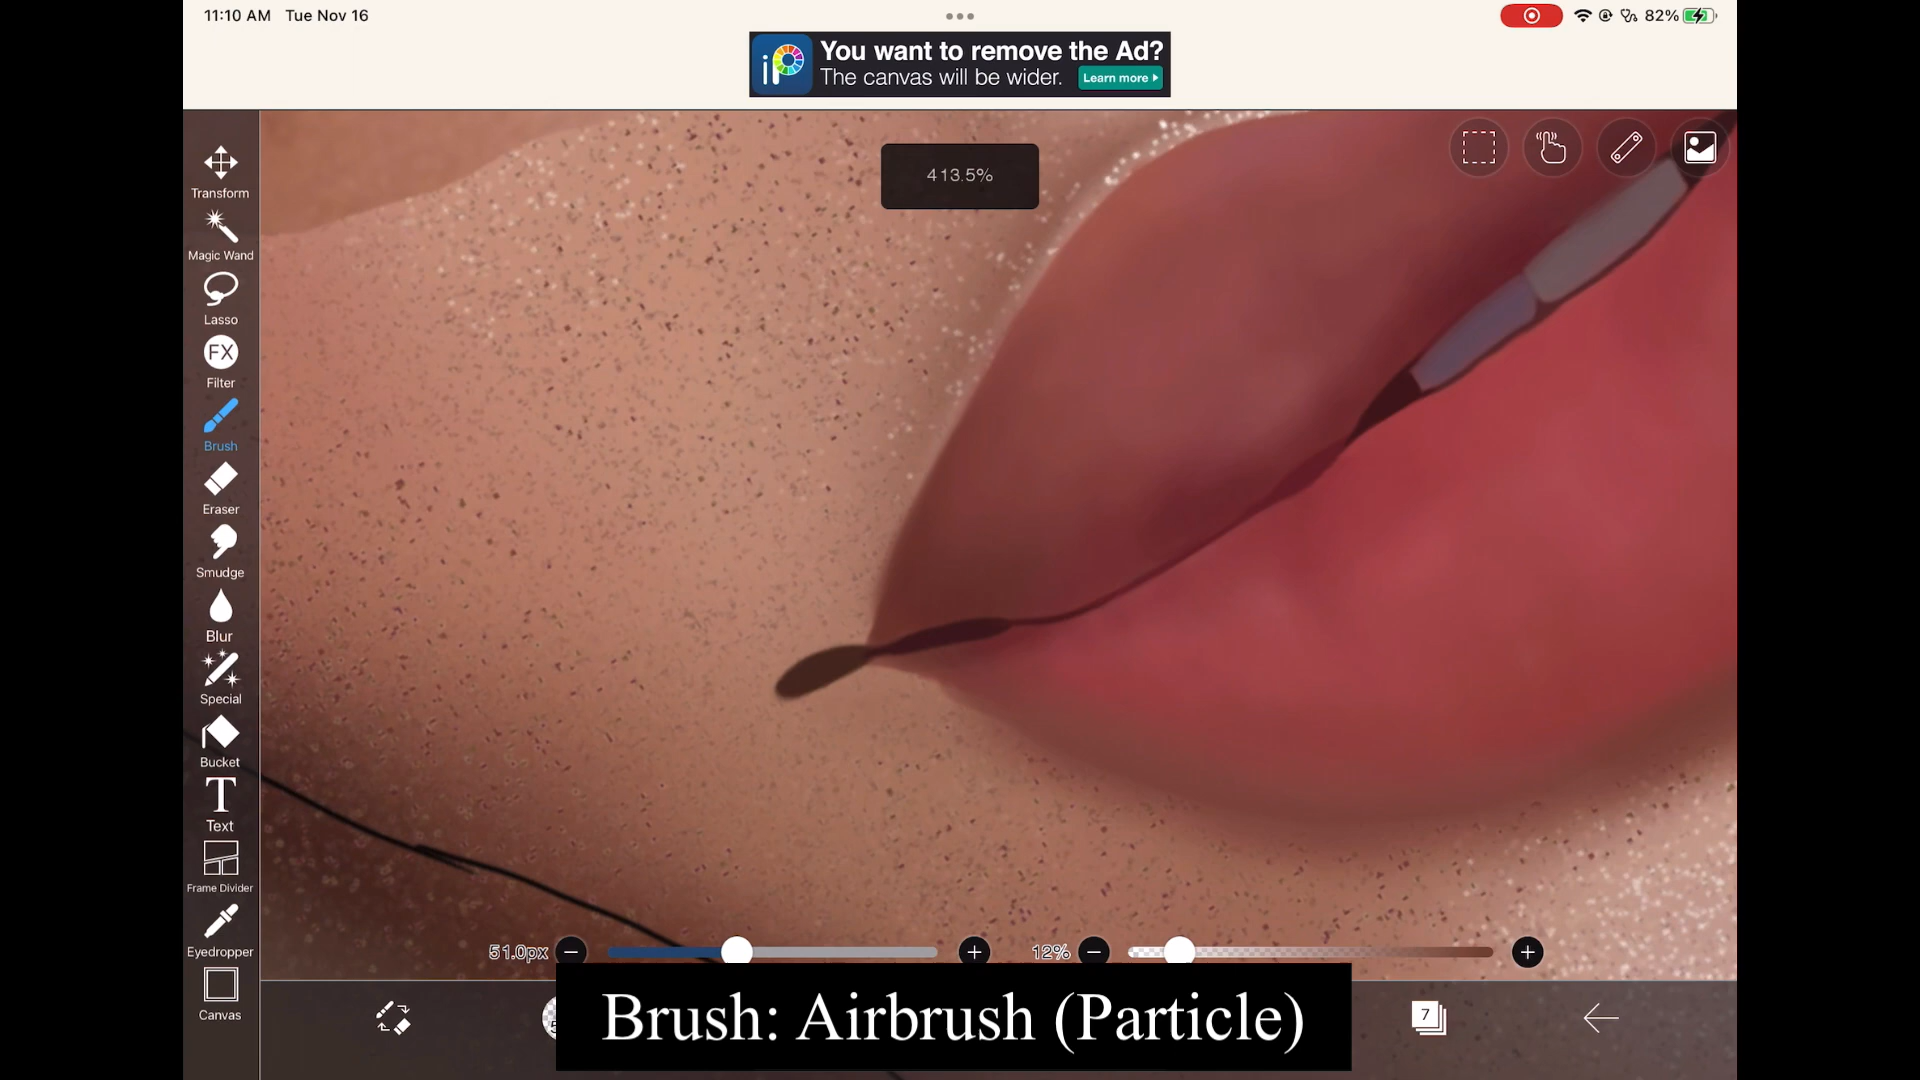 11:10 AM Tue Nov 16
82%
iP
You want to remove the Ad?
The canvas will be wider. Learn more
413.5%
Transform
Magic Wand
Lasso
FX
Filter
Brush
Eraser
Smudge
Blur
Special
Bucket
T
Text
Frame Divider
Eyedropper
Canvas
51.0px
12%
5
7
Brush: Airbrush (Particle)